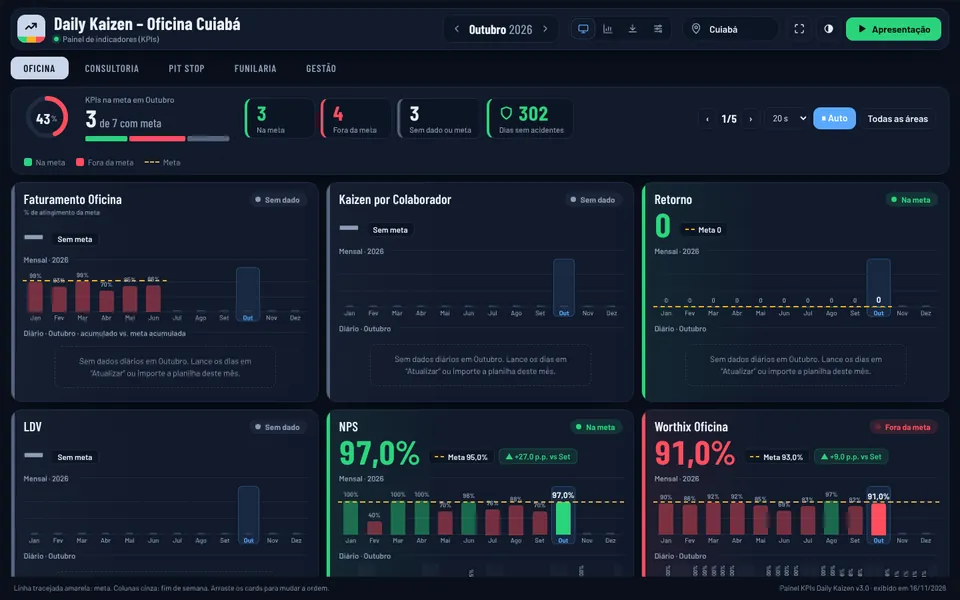 Daily Kaizen - Oficina Cuiabá
Painel de indicadores (KPIs)
Outubro 2026
Cuiabá
Apresentação
OFICINA
CONSULTORIA
PIT STOP
FUNILARIA
GESTÃO
43%
KPIs na meta em Outubro
3 de 7 com meta
3
Na meta
4
Fora da meta
3
Sem dado ou meta
302
Dias sem acidentes
1/5
20 s
Auto
Todas as áreas
Na meta
Fora da meta
Meta
Faturamento Oficina
Sem dado
% de atingimento da meta
Sem meta
Mensal · 2026
99% 99% 70%
Jan Fev Mar Abr Mai Jun Jul Ago Set Out Nov Dez
Diário · Outubro · acumulado vs. meta acumulada
Sem dados diários em Outubro. Lance os dias em
"Atualizar" ou importe a planilha deste mês.
Kaizen por Colaborador
Sem dado
Sem meta
Mensal · 2026
Jan Fev Mar Abr Mai Jun Jul Ago Set Out Nov Dez
Diário · Outubro
Sem dados diários em Outubro. Lance os dias em
"Atualizar" ou importe a planilha deste mês.
Retorno
Na meta
0
Meta 0
Mensal · 2026
0 0 0 0 0 0 0 0 0 0
Jan Fev Mar Abr Mai Jun Jul Ago Set Out Nov Dez
Diário · Outubro
Sem dados diários em Outubro. Lance os dias em
"Atualizar" ou importe a planilha deste mês.
LDV
Sem dado
Sem meta
Mensal · 2026
Jan Fev Mar Abr Mai Jun Jul Ago Set Out Nov Dez
Diário · Outubro
NPS
Na meta
97,0%
Meta 95,0%
▲ +27,0 p.p. vs Set
Mensal · 2026
100% 40% 100% 100% 70% 96% 70% 97,0%
Jan Fev Mar Abr Mai Jun Jul Ago Set Out Nov Dez
Diário · Outubro
Worthix Oficina
Fora da meta
91,0%
Meta 93,0%
▲ +9,0 p.p. vs Set
Mensal · 2026
90% 92% 92% 97% 91,0%
Jan Fev Mar Abr Mai Jun Jul Ago Set Out Nov Dez
Diário · Outubro
Linha tracejada amarela: meta. Colunas cinza: fim de semana. Arraste os cards para mudar a ordem.
Painel KPIs Daily Kaizen v3.0 · exibido em 16/11/2026